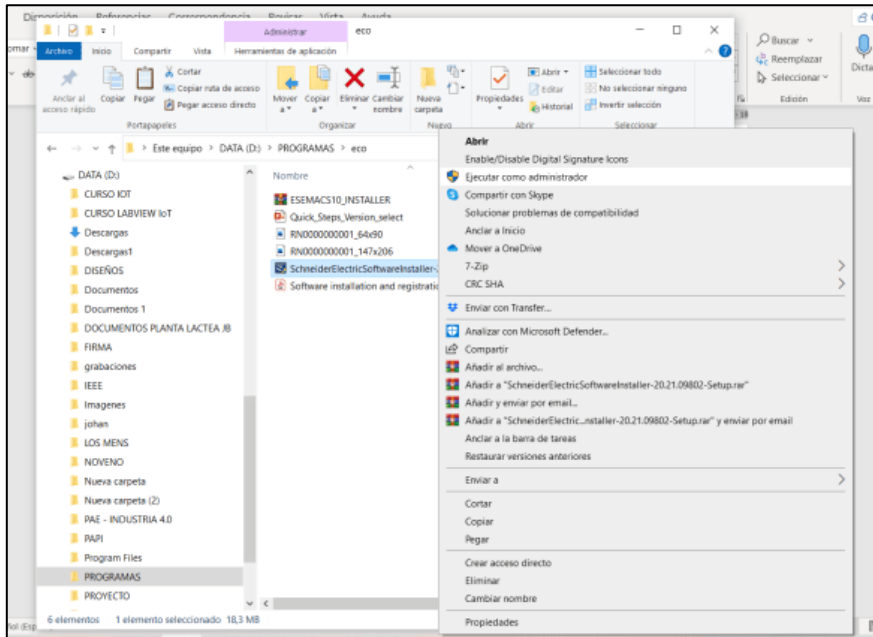 Disposición Referencias Correspondencia Revisar Vista Ayuda
Administrar
eco
Archivo Inicio Compartir Vista Herramientas de aplicación
Anclar al acceso rápido
Copiar
Pegar
Cortar
Copiar ruta de acceso
Pegar acceso directo
Portapapeles
Mover a
Copiar a
Eliminar
Cambiar nombre
Organizar
Nueva carpeta
Nuevo
Propiedades
Abrir
Editar
Historial
Abrir
Seleccionar todo
No seleccionar ninguno
Invertir selección
Seleccionar
Buscar
Reemplazar
Seleccionar
Edición
Voz
Este equipo > DATA (D:) > PROGRAMAS > eco
DATA (D:)
CURSO IOT
CURSO LABVIEW IoT
Descargas
Descargas1
DISEÑOS
Documentos
Documentos 1
DOCUMENTOS PLANTA LACTEA JB
FIRMA
grabaciones
IEEE
Imagenes
johan
LOS MENS
NOVENO
Nueva carpeta
Nueva carpeta (2)
PAE - INDUSTRIA 4.0
PAPI
Program Files
PROGRAMAS
PROYECTO
Nombre
ESEMACS10_INSTALLER
Quick_Steps_Version_select
RN0000000001_64x90
RN0000000001_147x206
SchneiderElectricSoftwareInstaller-2
Software installation and registratic
6 elementos 1 elemento seleccionado 18,3 MB
Abrir
Enable/Disable Digital Signature Icons
Ejecutar como administrador
Compartir con Skype
Solucionar problemas de compatibilidad
Anclar a Inicio
Mover a OneDrive
7-Zip
CRC SHA
Enviar con Transfer...
Analizar con Microsoft Defender...
Compartir
Añadir al archivo...
Añadir a "SchneiderElectricSoftwareInstaller-20.21.09802-Setup.rar"
Añadir y enviar por email...
Añadir a "SchneiderElectric...nstaller-20.21.09802-Setup.rar" y enviar por email
Anclar a la barra de tareas
Restaurar versiones anteriores
Enviar a
Cortar
Copiar
Pegar
Crear acceso directo
Eliminar
Cambiar nombre
Propiedades